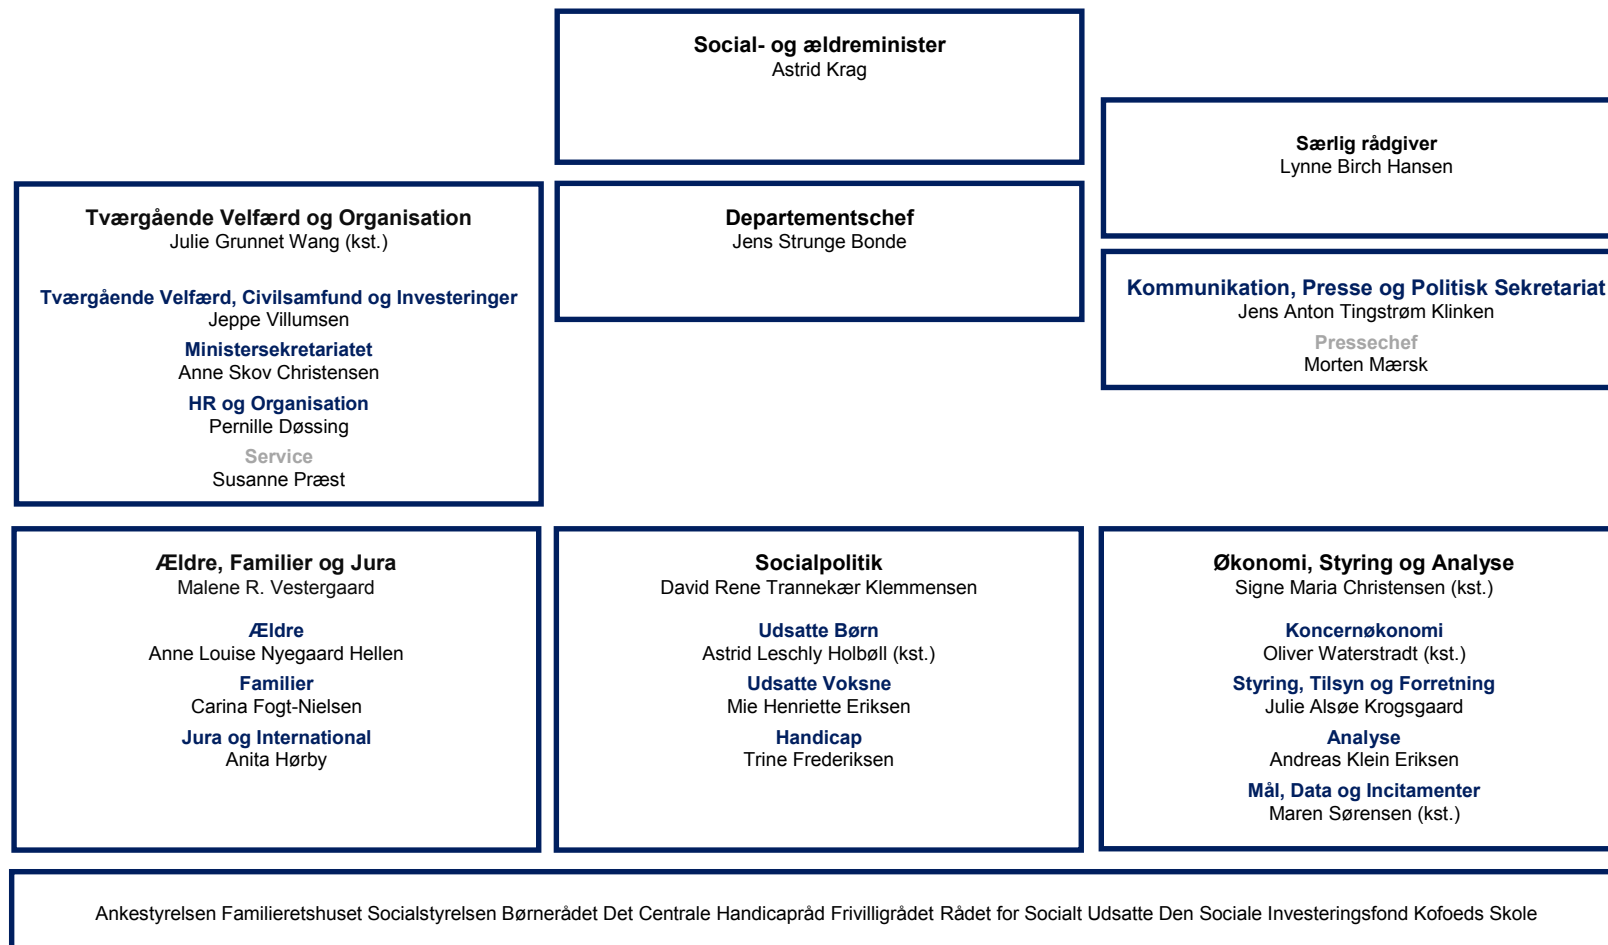 Social- og ældreminister
Astrid Krag
Særlig rådgiver
Lynne Birch Hansen
Tværgående Velfærd og Organisation
Julie Grunnet Wang (kst.)
Tværgående Velfærd, Civilsamfund og Investeringer
Jeppe Villumsen
Ministersekretariatet
Anne Skov Christensen
HR og Organisation
Pernille Døssing
Service
Susanne Præst
Departementschef
Jens Strunge Bonde
Kommunikation, Presse og Politisk Sekretariat
Jens Anton Tingstrøm Klinken
Pressechef
Morten Mærsk
Ældre, Familier og Jura
Malene R. Vestergaard
Ældre
Anne Louise Nyegaard Hellen
Familier
Carina Fogt-Nielsen
Jura og International
Anita Hørby
Socialpolitik
David Rene Trannekær Klemmensen
Udsatte Børn
Astrid Leschly Holbøll (kst.)
Udsatte Voksne
Mie Henriette Eriksen
Handicap
Trine Frederiksen
Økonomi, Styring og Analyse
Signe Maria Christensen (kst.)
Koncernøkonomi
Oliver Waterstradt (kst.)
Styring, Tilsyn og Forretning
Julie Alsøe Krogsgaard
Analyse
Andreas Klein Eriksen
Mål, Data og Incitamenter
Maren Sørensen (kst.)
Ankestyrelsen Familieretshuset Socialstyrelsen Børnerådet Det Centrale Handicapråd Frivilligrådet Rådet for Socialt Udsatte Den Sociale Investeringsfond Kofoeds Skole